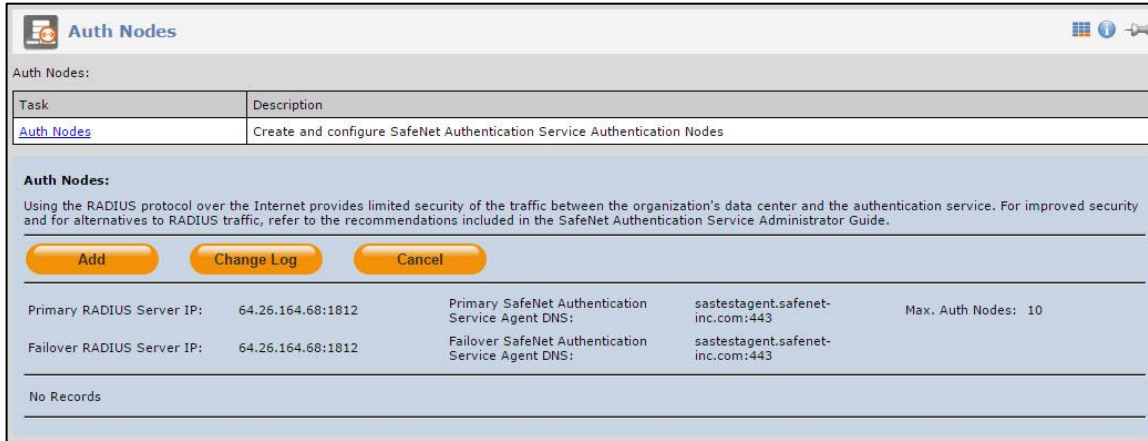 Auth Nodes
Auth Nodes:
Task Description
Auth Nodes Create and configure SafeNet Authentication Service Authentication Nodes
Auth Nodes:
Using the RADIUS protocol over the Internet provides limited security of the traffic between the organization's data center and the authentication service. For improved security
and for alternatives to RADIUS traffic, refer to the recommendations included in the SafeNet Authentication Service Administrator Guide.
Add Change Log Cancel
Primary RADIUS Server IP: 64.26.164.68:1812 Primary SafeNet Authentication Service Agent DNS: sastestagent.safenet-inc.com:443 Max. Auth Nodes: 10
Failover RADIUS Server IP: 64.26.164.68:1812 Failover SafeNet Authentication Service Agent DNS: sastestagent.safenet-inc.com:443
No Records